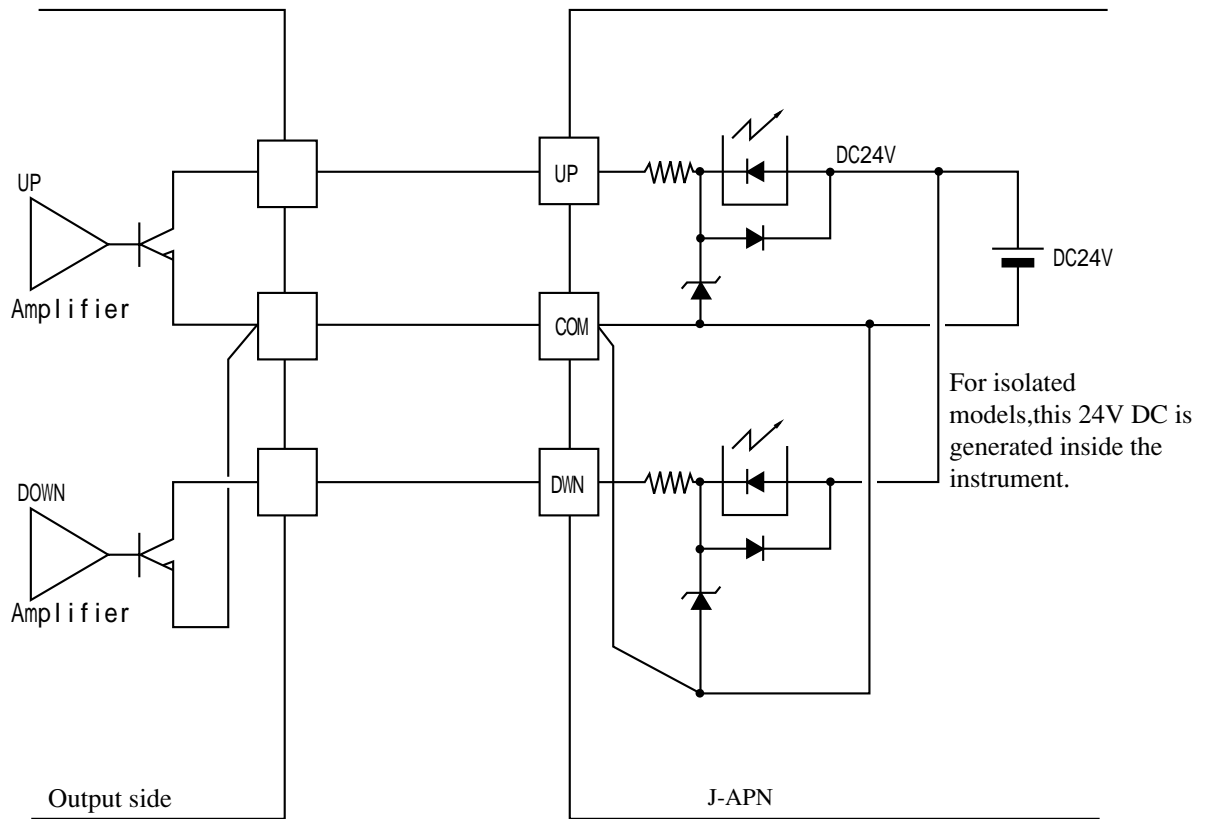 UP
DC24V
UP
DC24V
Amplifier
COM
For isolated
models,this 24V DC is
generated inside the
instrument.
DWN
DOWN
Amplifier
Output side
J-APN